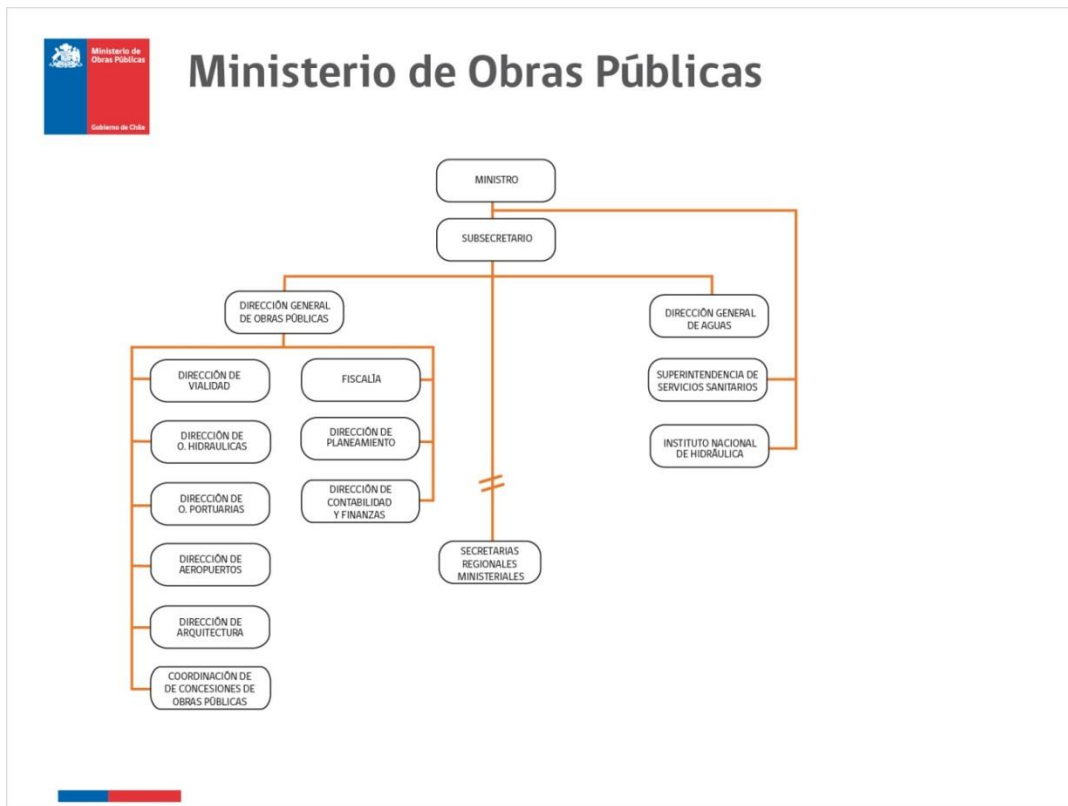 Ministerio de
Obras Públicas
Gobierno de Chile
Ministerio de Obras Públicas
MINISTRO
SUBSECRETARIO
DIRECCIÓN GENERAL
DE OBRAS PÚBLICAS
DIRECCIÓN GENERAL
DE AGUAS
DIRECCIÓN DE
VIALIDAD
FISCALÍA
SUPERINTENDENCIA DE
SERVICIOS SANITARIOS
DIRECCIÓN DE
O. HIDRAULICAS
DIRECCIÓN DE
PLANEAMIENTO
INSTITUTO NACIONAL
DE HIDRÁULICA
DIRECCIÓN DE
O. PORTUARIAS
DIRECCIÓN DE
CONTABILIDAD
Y FINANZAS
DIRECCIÓN DE
AEROPUERTOS
SECRETARIAS
REGIONALES
MINISTERIALES
DIRECCIÓN DE
ARQUITECTURA
COORDINACIÓN DE
DE CONCESIONES DE
OBRAS PÚBLICAS